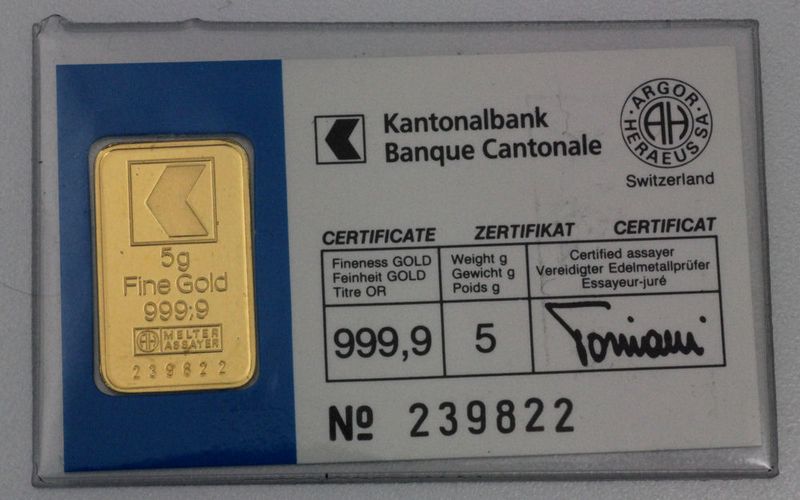 5g
Fine Gold
999,9
AH MELTER
ASSAYER
239822
Kantonalbank
Banque Cantonale
ARGOR-HERAEUS SA
AH
Switzerland
CERTIFICATE ZERTIFIKAT CERTIFICAT
Fineness GOLD
Feinheit GOLD
Titre OR
Weight g
Gewicht g
Poids g
Certified assayer
Vereidigter Edelmetallprüfer
Essayeur-juré
999,9
5
Tomiani
Nº 239822